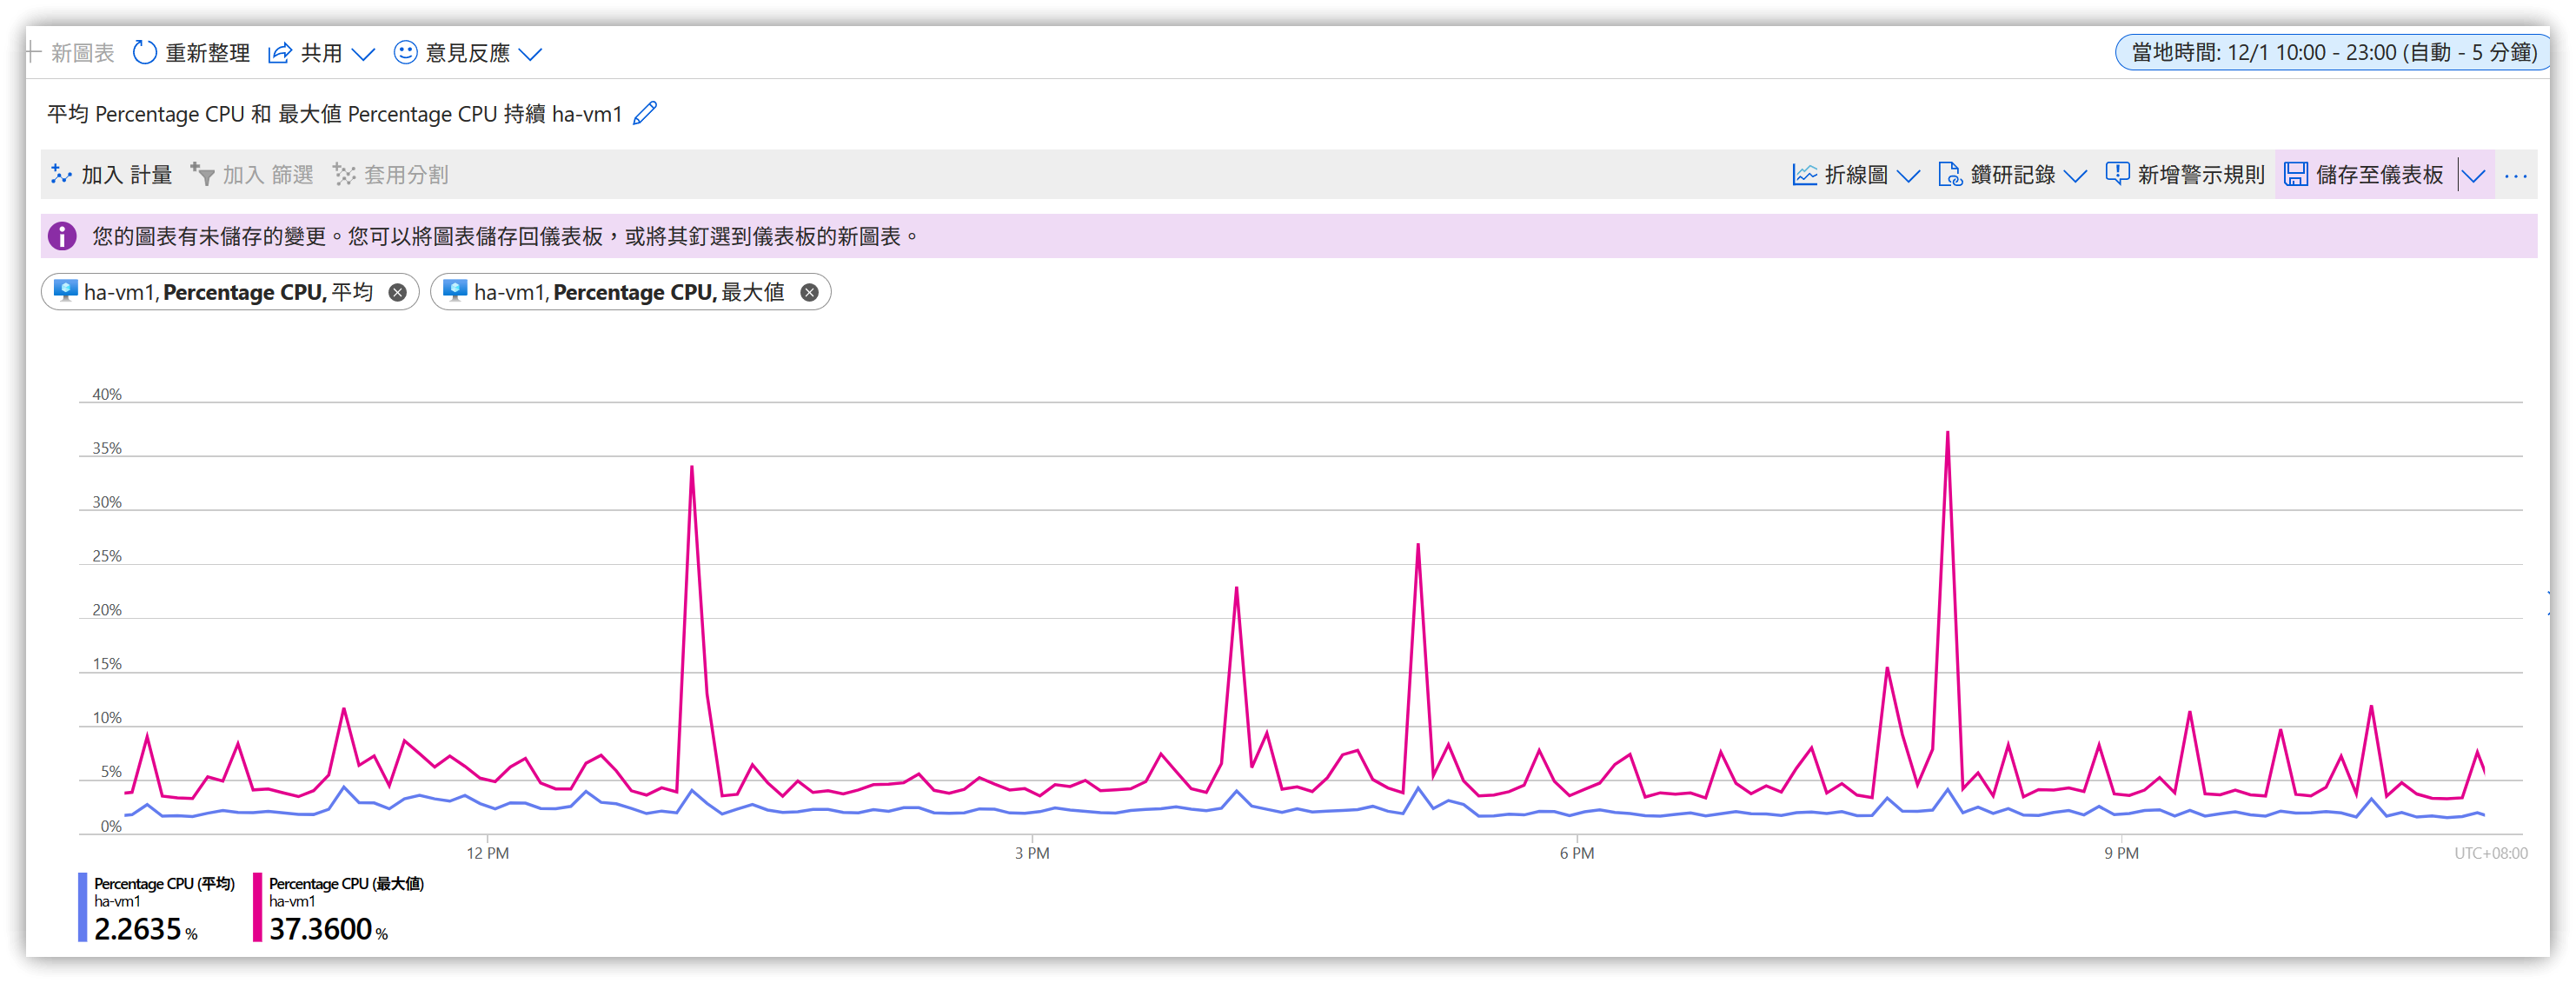 新圖表 重新整理 共用 意見反應 當地時間: 12/1 10:00 - 23:00 (自動 - 5 分鐘)
平均 Percentage CPU 和 最大值 Percentage CPU 持續 ha-vm1
加入 計量 加入 篩選 套用分割 折線圖 鑽研記錄 新增警示規則 儲存至儀表板 ...
您的圖表有未儲存的變更。您可以將圖表儲存回儀表板，或將其釘選到儀表板的新圖表。
ha-vm1, Percentage CPU, 平均 ha-vm1, Percentage CPU, 最大值
40%
35%
30%
25%
20%
15%
10%
5%
0%
12 PM 3 PM 6 PM 9 PM UTC+08:00
Percentage CPU (平均) Percentage CPU (最大值)
ha-vm1 ha-vm1
2.2635 % 37.3600 %